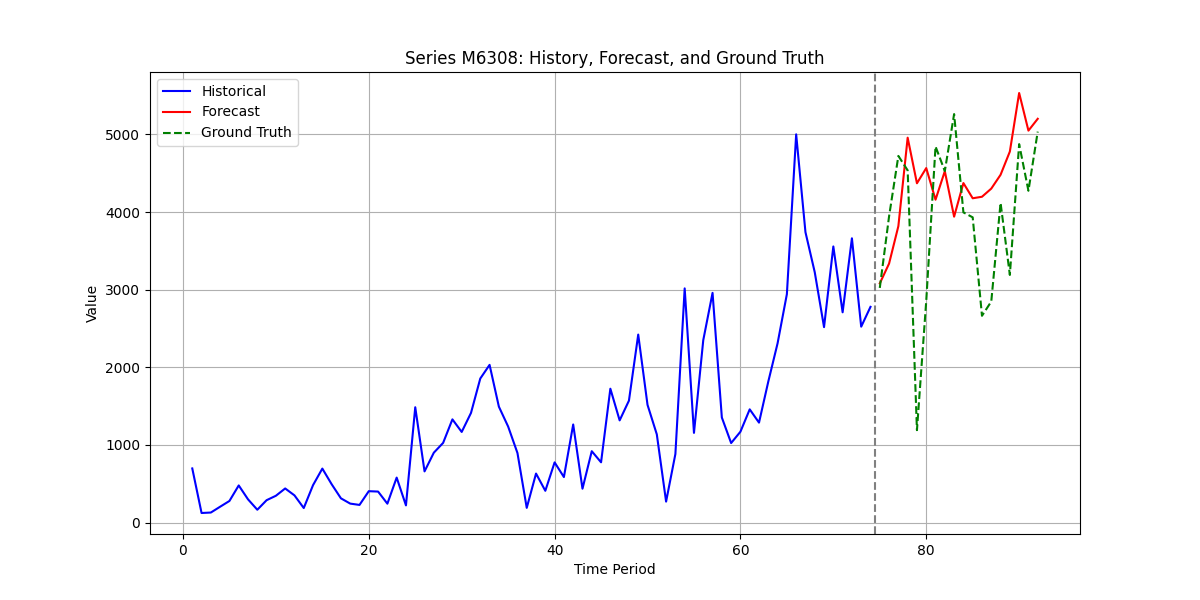 Series M6308: History, Forecast, and Ground Truth
Historical
Forecast
Ground Truth
5000
4000
3000
2000
1000
0
Value
0 20 40 60 80
Time Period